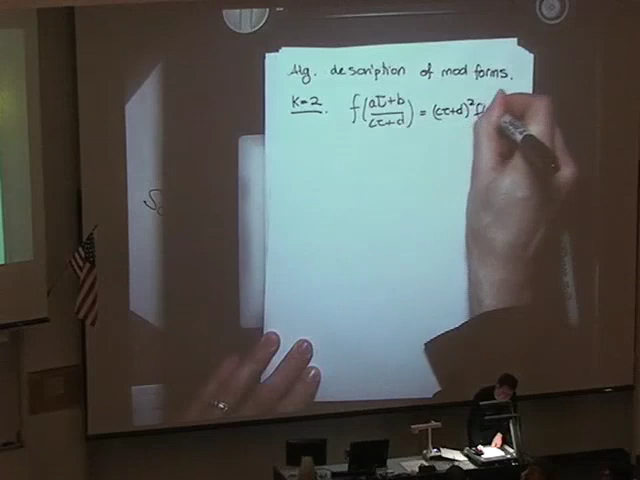 Alg. description of mod forms.
K=2. f(aτ+b/cτ+d) = (cτ+d)²f(